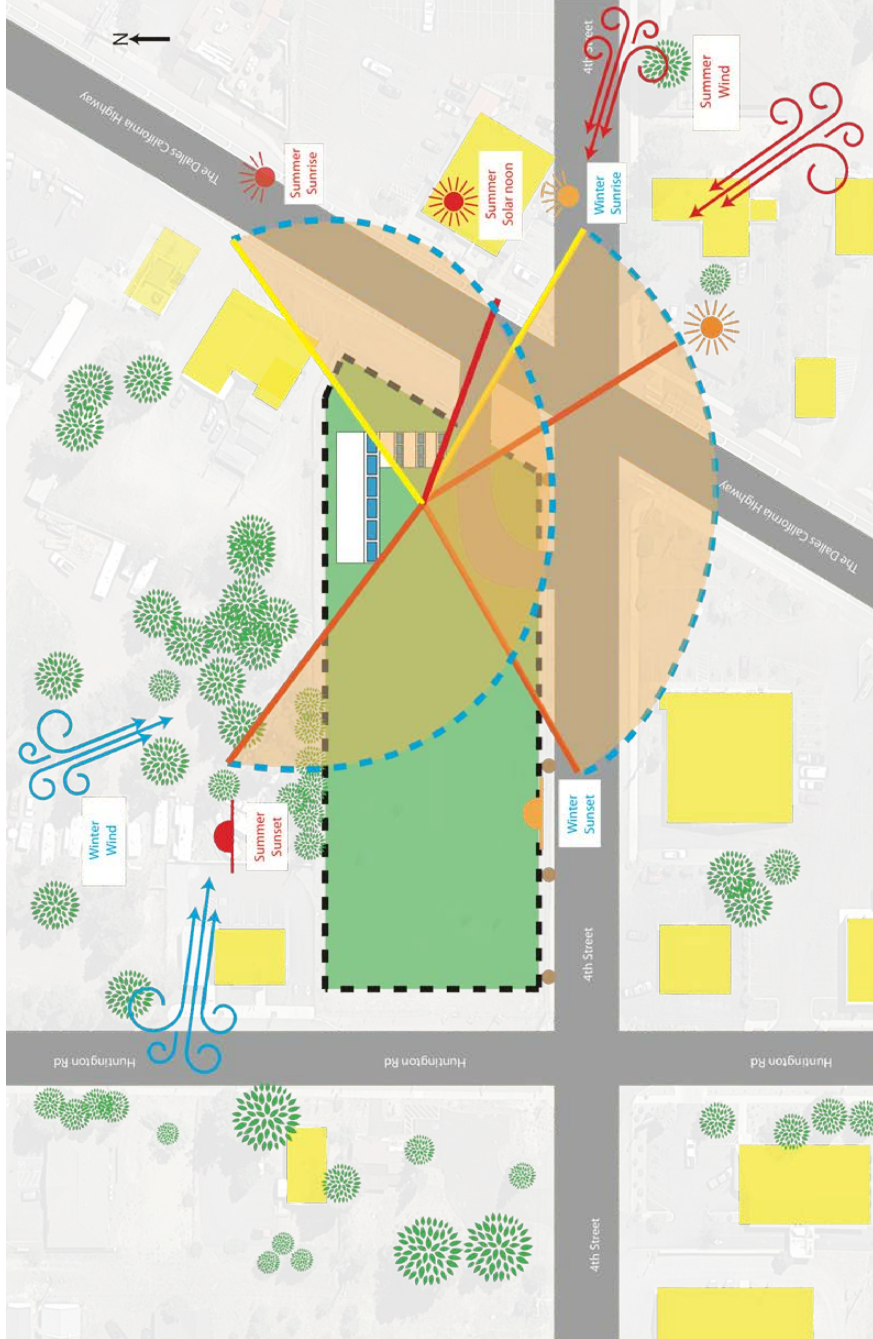 N
The Dalles California Highway
Summer
Sunrise
Summer
Solar noon
Winter
Sunrise
4th Street
Summer
Wind
The Dalles California Highway
Winter
Wind
Summer
Sunset
Winter
Sunset
4th Street
Huntington Rd
Huntington Rd
Huntington Rd
4th Street